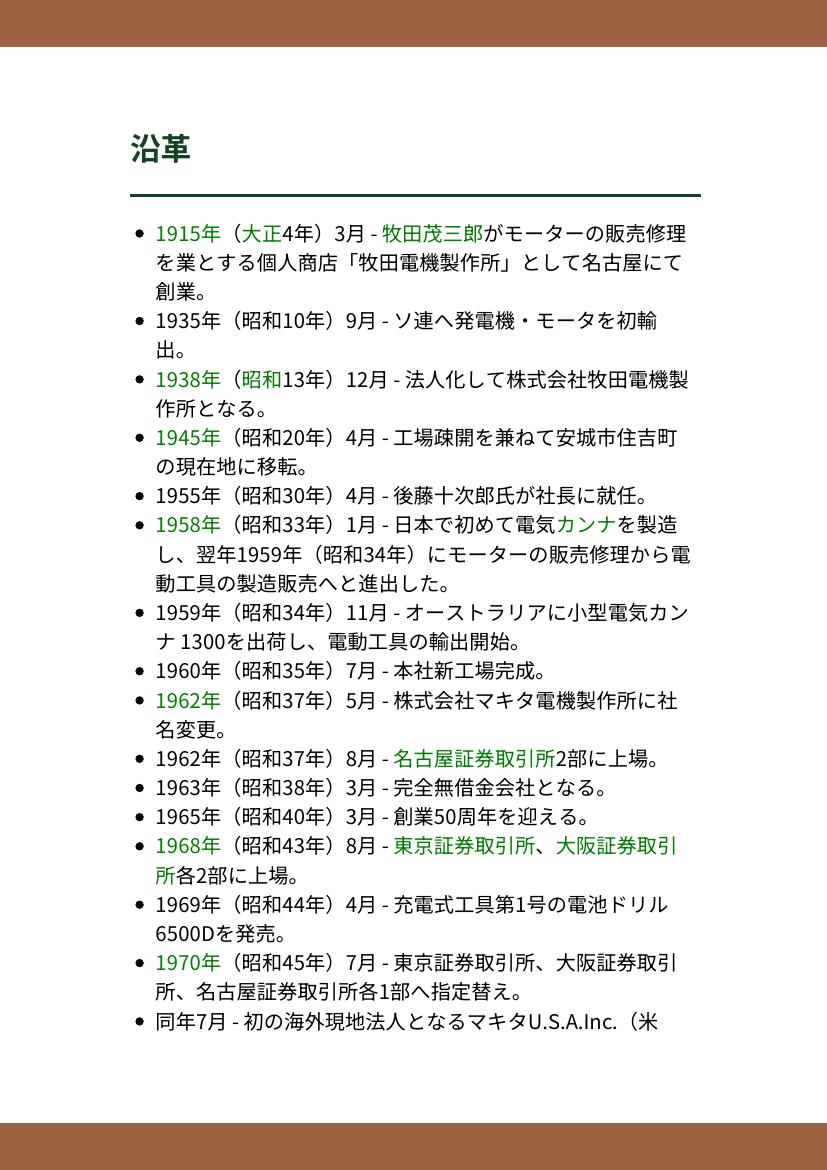 沿革
1915年（大正4年）3月 - 牧田茂三郎がモーターの販売修理
を業とする個人商店「牧田電機製作所」として名古屋にて
創業。
1935年（昭和10年）9月 - ソ連へ発電機・モータを初輸
出。
1938年（昭和13年）12月 - 法人化して株式会社牧田電機製
作所となる。
1945年（昭和20年）4月 - 工場疎開を兼ねて安城市住吉町
の現在地に移転。
1955年（昭和30年）4月 - 後藤十次郎氏が社長に就任。
1958年（昭和33年）1月 - 日本で初めて電気カンナを製造
し、翌年1959年（昭和34年）にモーターの販売修理から電
動工具の製造販売へと進出した。
1959年（昭和34年）11月 - オーストラリアに小型電気カン
ナ 1300を出荷し、電動工具の輸出開始。
1960年（昭和35年）7月 - 本社新工場完成。
1962年（昭和37年）5月 - 株式会社マキタ電機製作所に社
名変更。
1962年（昭和37年）8月 - 名古屋証券取引所2部に上場。
1963年（昭和38年）3月 - 完全無借金会社となる。
1965年（昭和40年）3月 - 創業50周年を迎える。
1968年（昭和43年）8月 - 東京証券取引所、大阪証券取引
所各2部に上場。
1969年（昭和44年）4月 - 充電式工具第1号の電池ドリル
6500Dを発売。
1970年（昭和45年）7月 - 東京証券取引所、大阪証券取引
所、名古屋証券取引所各1部へ指定替え。
同年7月 - 初の海外現地法人となるマキタU.S.A.Inc.（米